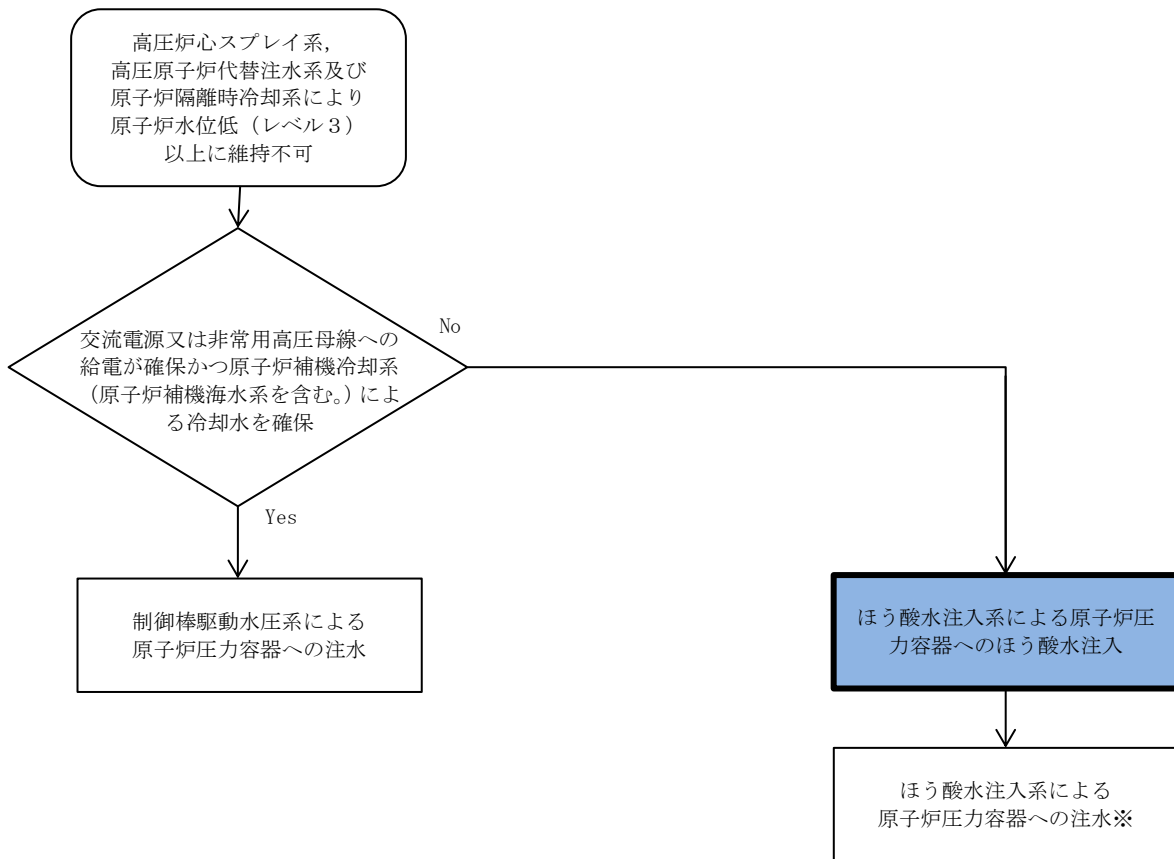 高圧炉心スプレイ系，
高圧原子炉代替注水系及び
原子炉隔離時冷却系により
原子炉水位低（レベル３）
以上に維持不可
交流電源又は非常用高圧母線への
給電が確保かつ原子炉補機冷却系
（原子炉補機海水系を含む。）によ
る冷却水を確保
No
Yes
制御棒駆動水圧系による
原子炉圧力容器への注水
ほう酸水注入系による原子炉圧
力容器へのほう酸水注入
ほう酸水注入系による
原子炉圧力容器への注水※